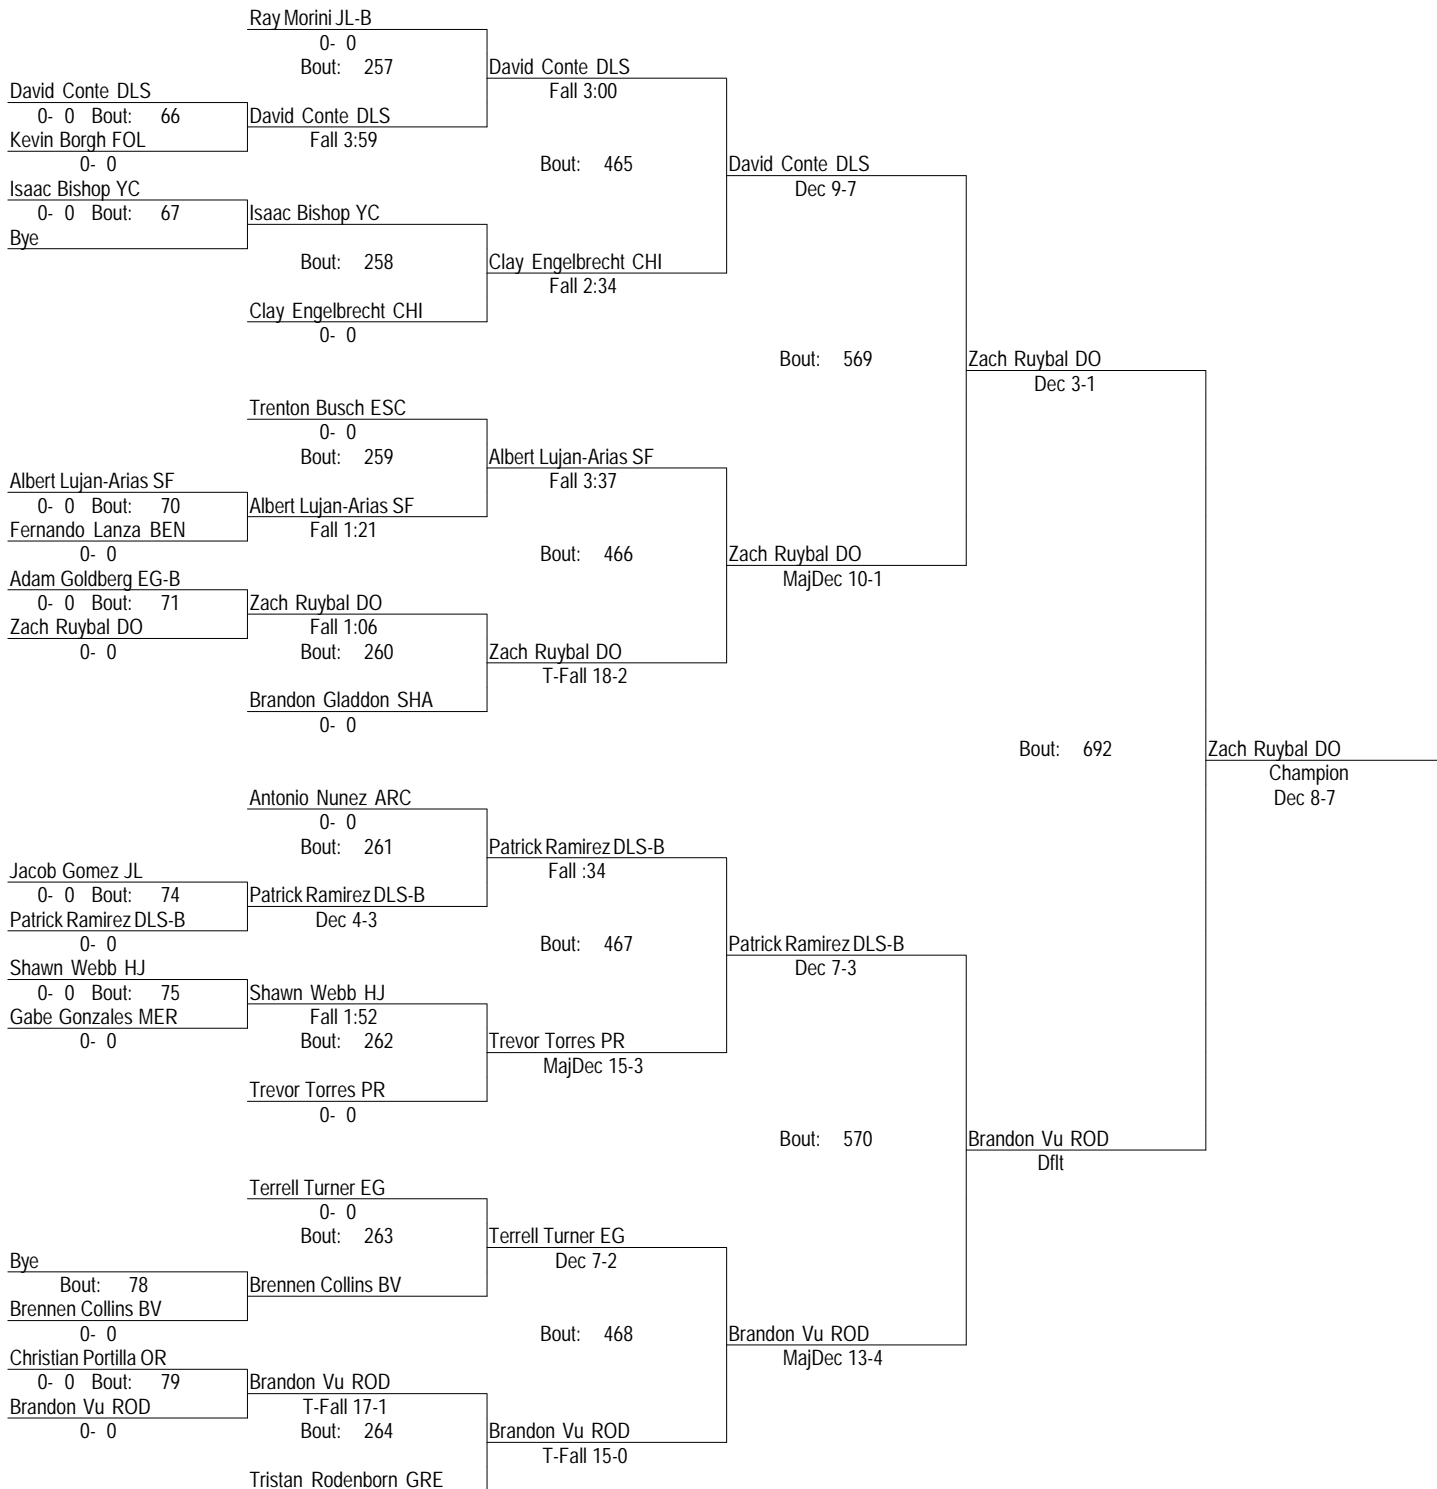 Ray Morini JL-B
0- 0
Bout: 257
David Conte DLS
Fall 3:00
David Conte DLS
0- 0 Bout: 66
David Conte DLS
Kevin Borgh FOL
Fall 3:59
0- 0
Bout: 465
David Conte DLS
Isaac Bishop YC
Dec 9-7
0- 0 Bout: 67
Isaac Bishop YC
Bye
Bout: 258
Clay Engelbrecht CHI
Fall 2:34
Clay Engelbrecht CHI
0- 0
Bout: 569
Zach Ruybal DO
Dec 3-1
Trenton Busch ESC
0- 0
Bout: 259
Albert Lujan-Arias SF
Fall 3:37
Albert Lujan-Arias SF
0- 0 Bout: 70
Albert Lujan-Arias SF
Fernando Lanza BEN
Fall 1:21
0- 0
Bout: 466
Zach Ruybal DO
Adam Goldberg EG-B
MajDec 10-1
0- 0 Bout: 71
Zach Ruybal DO
Zach Ruybal DO
Fall 1:06
0- 0
Bout: 260
Zach Ruybal DO
T-Fall 18-2
Brandon Gladdon SHA
0- 0
Bout: 692
Zach Ruybal DO
Champion
Dec 8-7
Antonio Nunez ARC
0- 0
Bout: 261
Patrick Ramirez DLS-B
Fall :34
Jacob Gomez JL
0- 0 Bout: 74
Patrick Ramirez DLS-B
Patrick Ramirez DLS-B
Dec 4-3
0- 0
Bout: 467
Patrick Ramirez DLS-B
Shawn Webb HJ
Dec 7-3
0- 0 Bout: 75
Shawn Webb HJ
Gabe Gonzales MER
Fall 1:52
0- 0
Bout: 262
Trevor Torres PR
MajDec 15-3
Trevor Torres PR
0- 0
Bout: 570
Brandon Vu ROD
Dflt
Terrell Turner EG
0- 0
Bout: 263
Terrell Turner EG
Dec 7-2
Bye
Bout: 78
Brennen Collins BV
Brennen Collins BV
0- 0
Bout: 468
Brandon Vu ROD
Christian Portilla OR
MajDec 13-4
0- 0 Bout: 79
Brandon Vu ROD
Brandon Vu ROD
T-Fall 17-1
0- 0
Bout: 264
Brandon Vu ROD
T-Fall 15-0
Tristan Rodenborn GRE